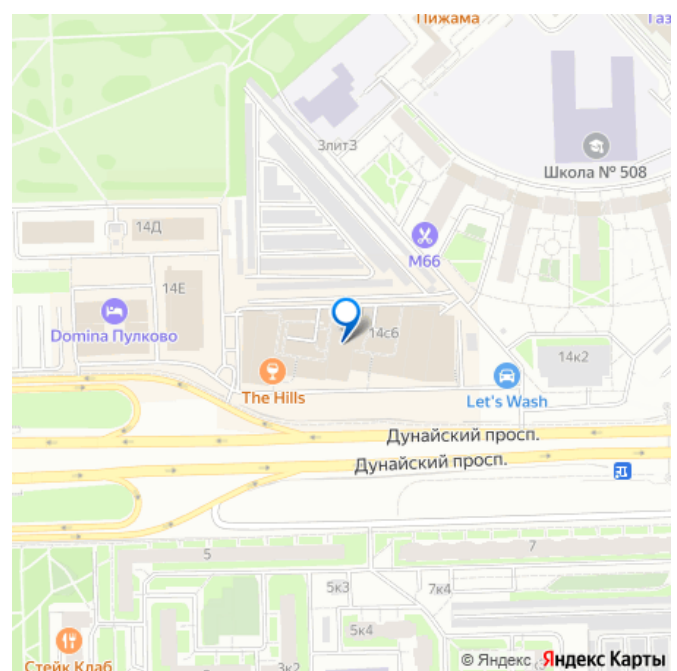 Пижама
Газ
3лит3
Школа № 508
14Д
М66
14Е
Domina Пулково
14с6
14к2
The Hills
Let's Wash
Дунайский просп.
Дунайский просп.
5
7
5к3
7к4
5к4
Стейк Клаб
3к2
© Яндекс Яндекс Карты